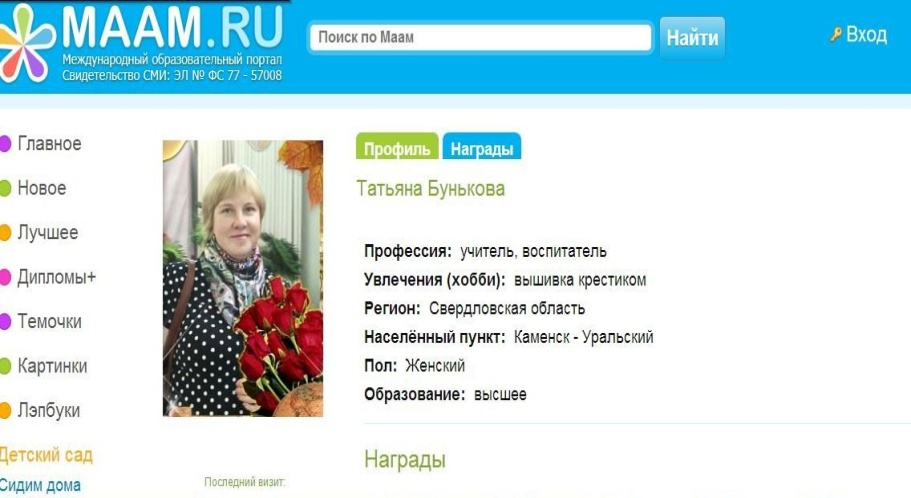 МААМ.RU
Международный образовательный портал
Свидетельство СМИ: ЭЛ № ФС 77 - 57008
Поиск по Маам
Найти
Вход
Главное
Новое
Лучшее
Дипломы+
Темочки
Картинки
Лэпбуки
Детский сад
Сидим дома
Последний визит:
Профиль
Награды
Татьяна Бунькова
Профессия: учитель, воспитатель
Увлечения (хобби): вышивка крестиком
Регион: Свердловская область
Населённый пункт: Каменск - Уральский
Пол: Женский
Образование: высшее
Награды